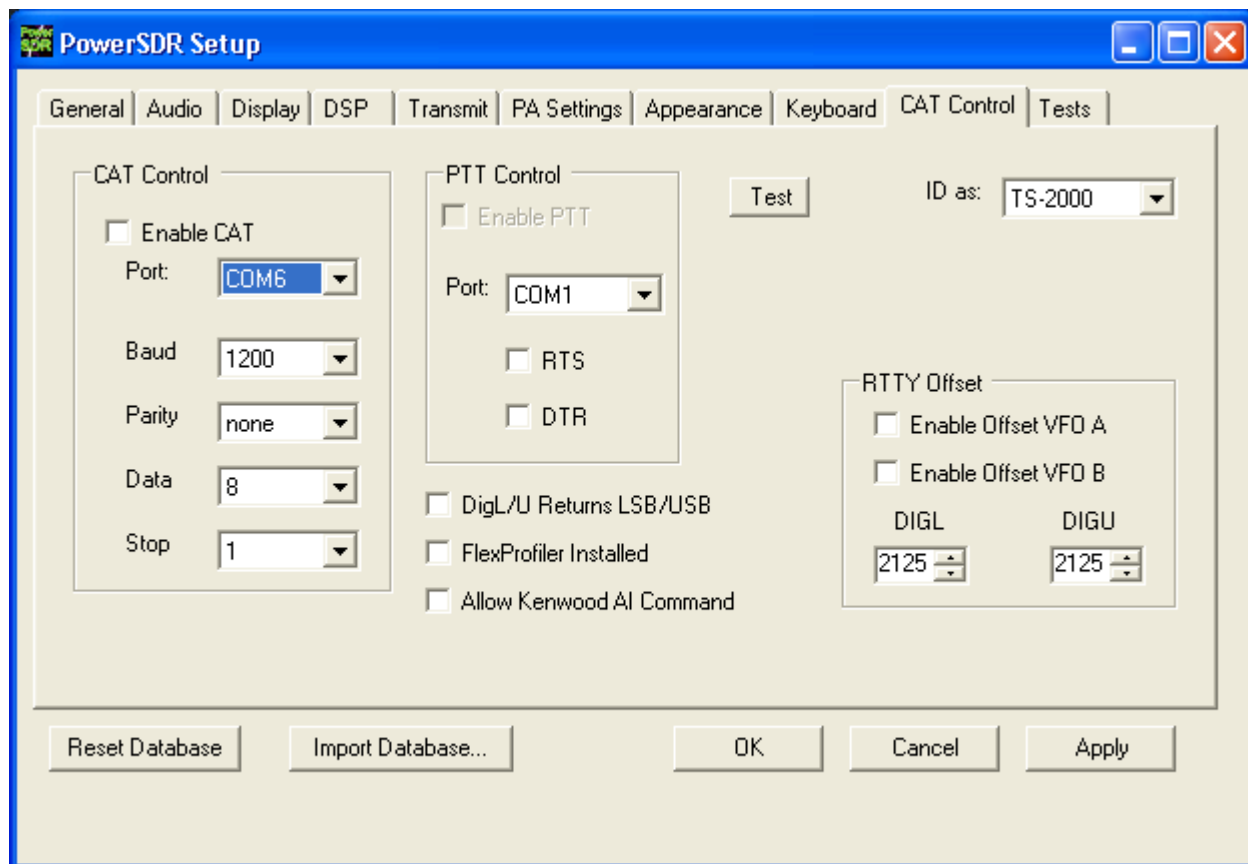 PowerSDR Setup
General Audio Display DSP Transmit PA Settings Appearance Keyboard CAT Control Tests
CAT Control
Enable CAT
Port: COM6
Baud 1200
Parity none
Data 8
Stop 1
PTT Control
Enable PTT
Port: COM1
RTS
DTR
DigL/U Returns LSB/USB
FlexProfiler Installed
Allow Kenwood AI Command
Test
ID as: TS-2000
RTTY Offset
Enable Offset VFO A
Enable Offset VFO B
DIGL DIGU
2125 2125
Reset Database Import Database... OK Cancel Apply